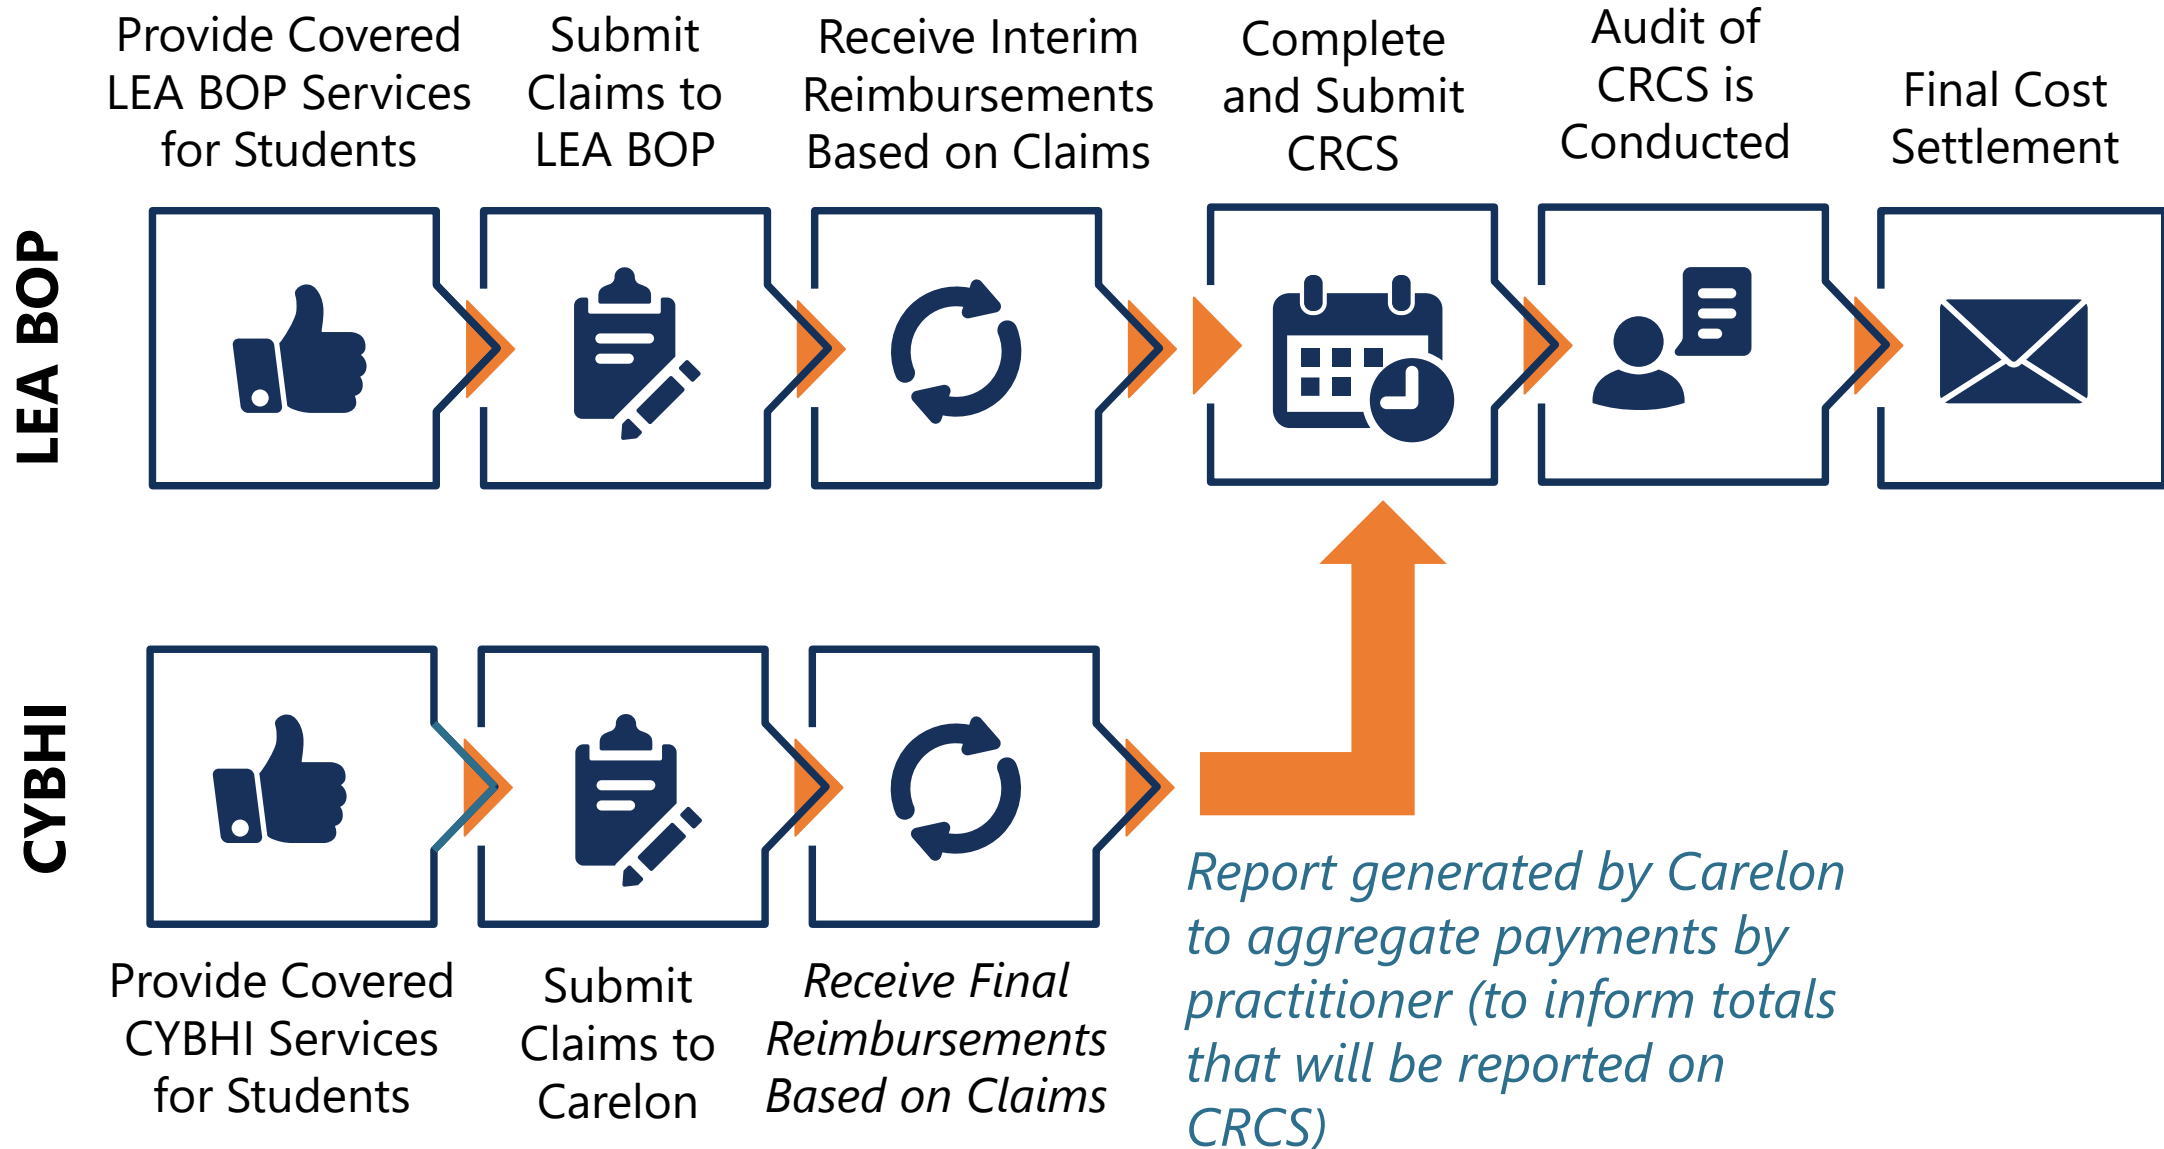 Provide Covered
LEA BOP Services
for Students
Submit
Claims to
LEA BOP
Receive Interim
Reimbursements
Based on Claims
Complete
and Submit
CRCS
Audit of
CRCS is
Conducted
Final Cost
Settlement
LEA BOP
CYBHI
Provide Covered
CYBHI Services
for Students
Submit
Claims to
Carelon
Receive Final
Reimbursements
Based on Claims
Report generated by Carelon
to aggregate payments by
practitioner (to inform totals
that will be reported on
CRCS)